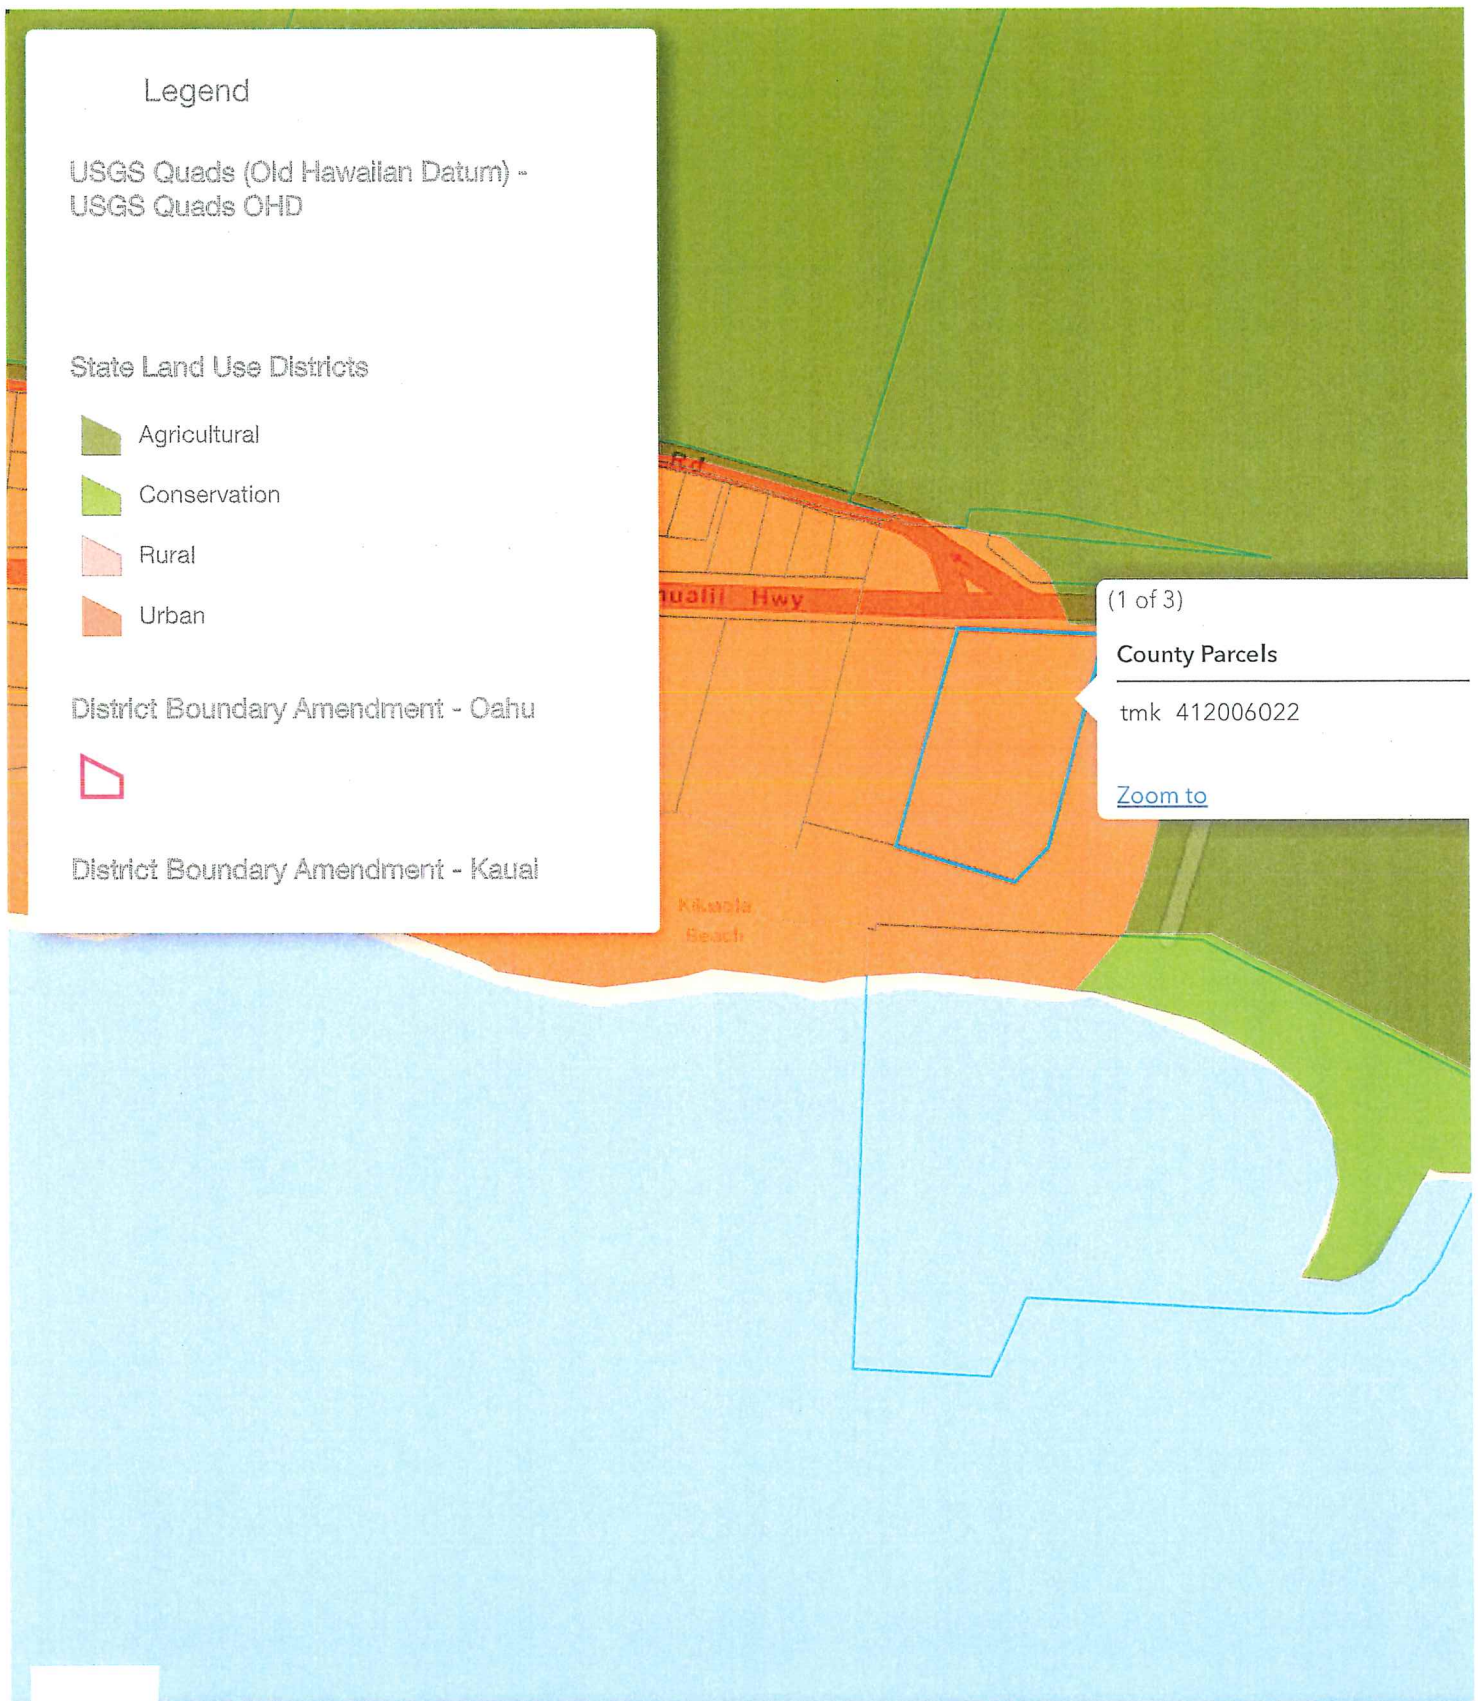 Legend
USGS Quads (Old Hawaiian Datum) -
USGS Quads OHD
State Land Use Districts
Agricultural
Conservation
Rural
Urban
District Boundary Amendment - Oahu
District Boundary Amendment - Kauai
Rd
Hwy
(1 of 3)
County Parcels
tmk 412006022
Zoom to
Beach